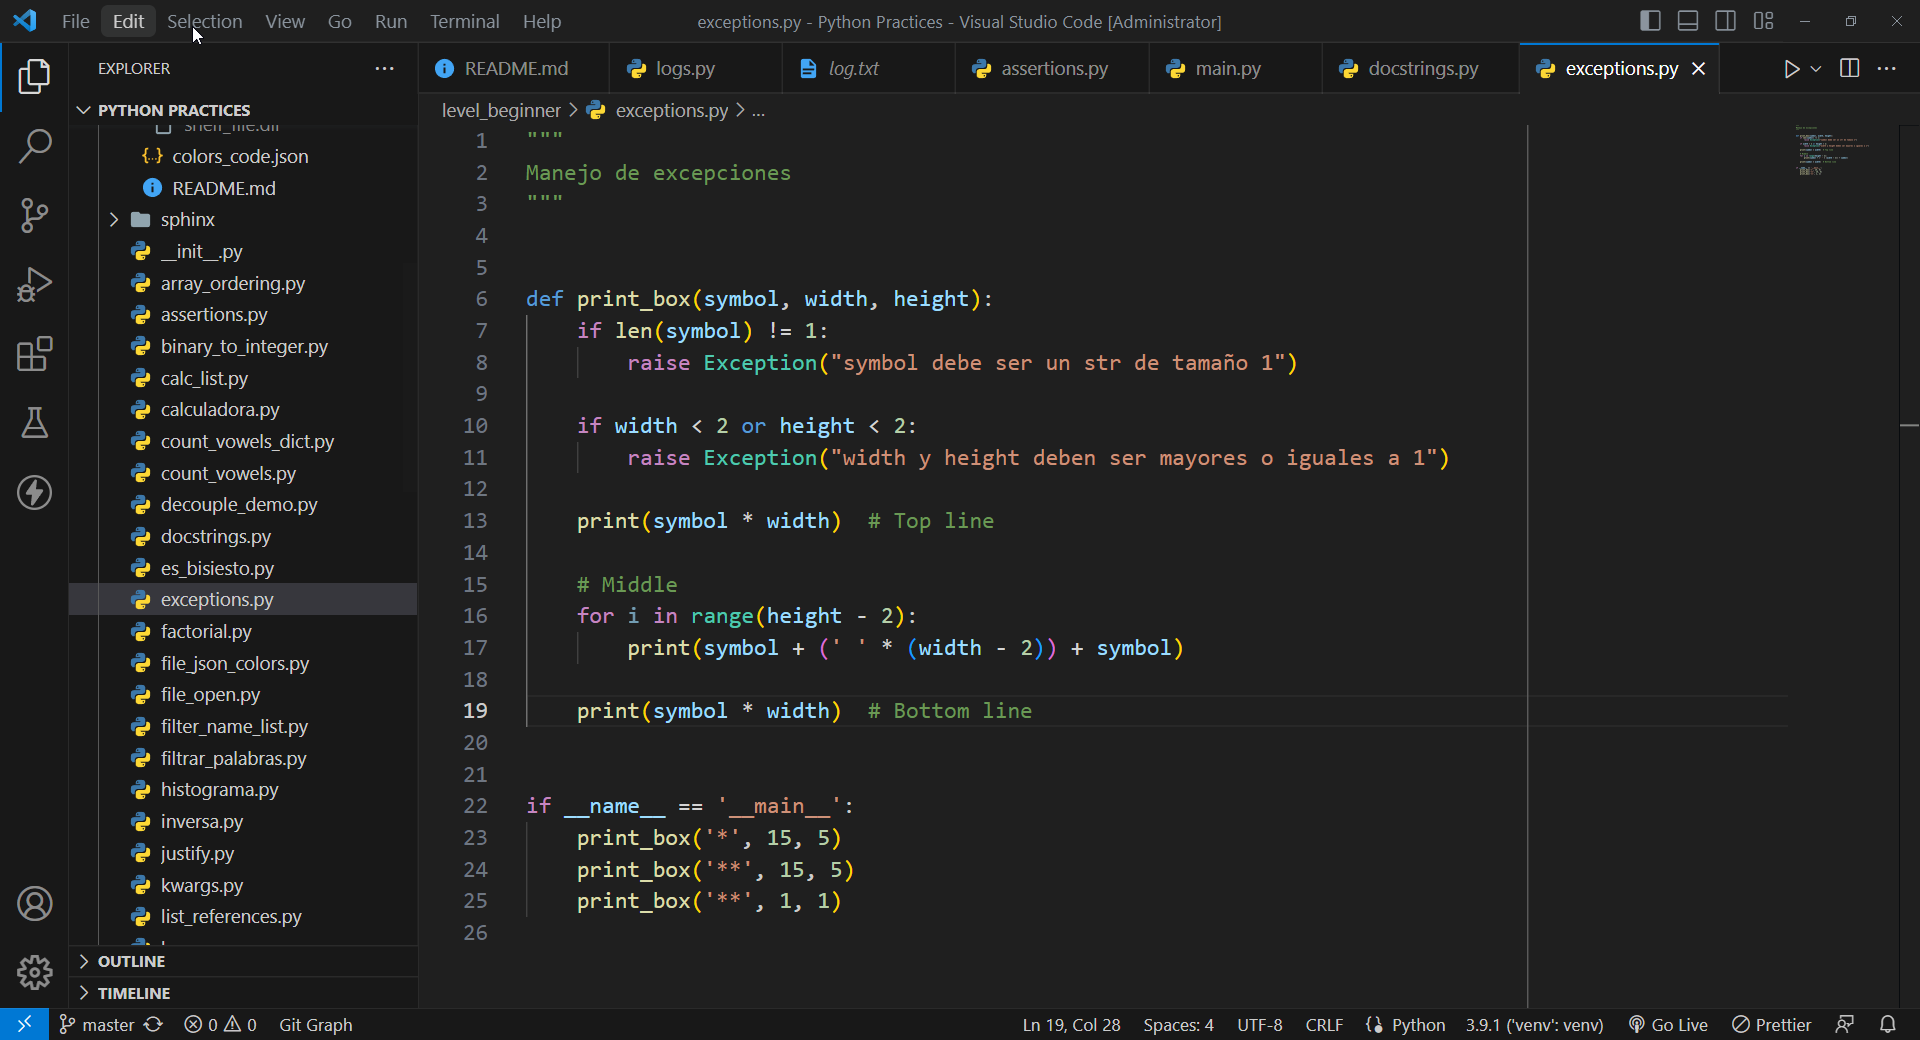 File Edit Selection View Go Run Terminal Help
exceptions.py - Python Practices - Visual Studio Code [Administrator]
EXPLORER
README.md logs.py log.txt assertions.py main.py docstrings.py exceptions.py
PYTHON PRACTICES
level_beginner > exceptions.py > ...
colors_code.json
README.md
sphinx
__init__.py
array_ordering.py
assertions.py
binary_to_integer.py
calc_list.py
calculadora.py
count_vowels_dict.py
count_vowels.py
decouple_demo.py
docstrings.py
es_bisiesto.py
exceptions.py
factorial.py
file_json_colors.py
file_open.py
filter_name_list.py
filtrar_palabras.py
histograma.py
inversa.py
justify.py
kwargs.py
list_references.py
OUTLINE
TIMELINE
1 """
2 Manejo de excepciones
3 """
4
5
6 def print_box(symbol, width, height):
7     if len(symbol) != 1:
8         raise Exception("symbol debe ser un str de tamaño 1")
9
10     if width < 2 or height < 2:
11         raise Exception("width y height deben ser mayores o iguales a 1")
12
13     print(symbol * width)  # Top line
14
15     # Middle
16     for i in range(height - 2):
17         print(symbol + (' ' * (width - 2)) + symbol)
18
19     print(symbol * width)  # Bottom line
20
21
22 if __name__ == '__main__':
23     print_box('*', 15, 5)
24     print_box('**', 15, 5)
25     print_box('**', 1, 1)
26
master 0 0 Git Graph
Ln 19, Col 28 Spaces: 4 UTF-8 CRLF Python 3.9.1 ('venv': venv) Go Live Prettier